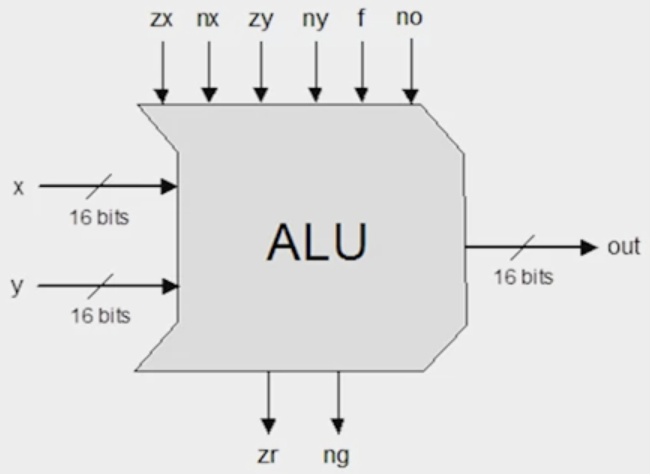 zx nx zy ny f no
x
16 bits
ALU
out
16 bits
y
16 bits
zr ng